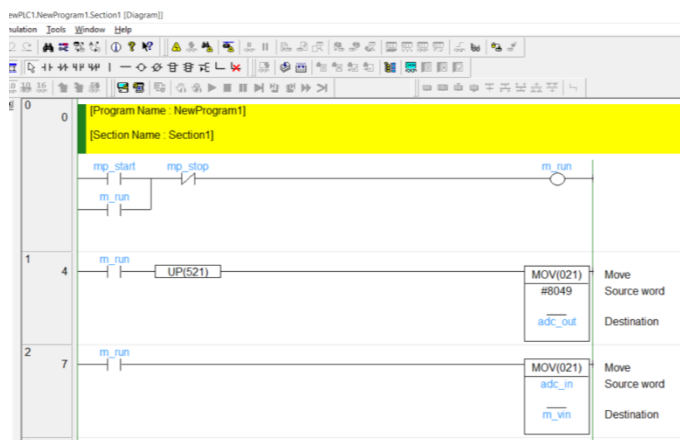 ewPLC1.NewProgram1.Section1 [Diagram]]
nulation Tools Window Help
0
0
[Program Name : NewProgram1]
[Section Name : Section1]
mp_start mp_stop m_run
m_run
1
4
m_run
UP(521)
MOV(021) Move
#8049 Source word
adc_out Destination
2
7
m_run
MOV(021) Move
adc_in Source word
m_vin Destination